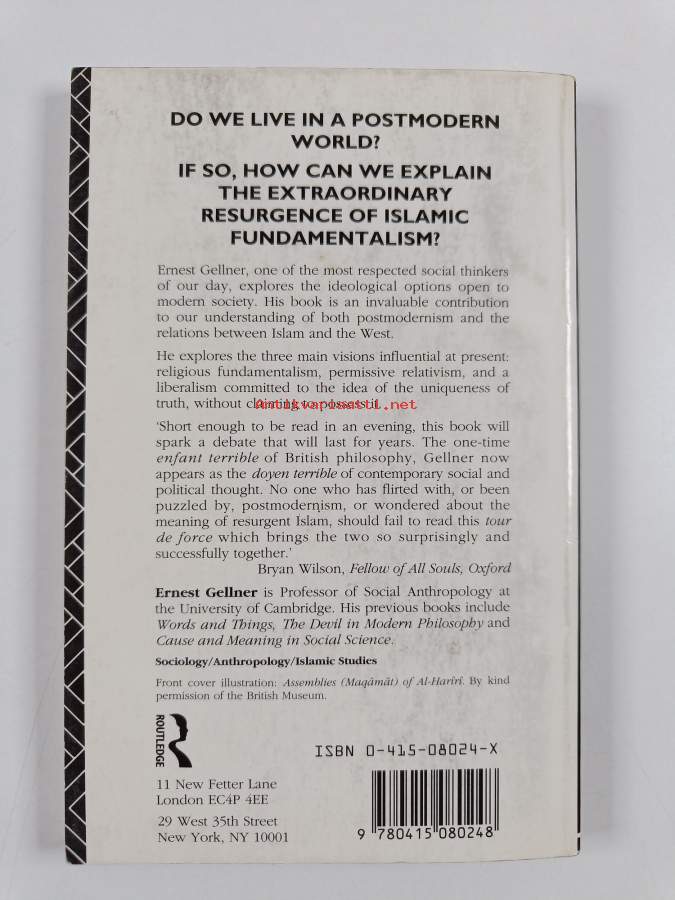 DO WE LIVE IN A POSTMODERN
WORLD?
IF SO, HOW CAN WE EXPLAIN
THE EXTRAORDINARY
RESURGENCE OF ISLAMIC
FUNDAMENTALISM?
Ernest Gellner, one of the most respected social thinkers
of our day, explores the ideological options open to
modern society. His book is an invaluable contribution
to our understanding of both postmodernism and the
relations between Islam and the West.
He explores the three main visions influential at present:
religious fundamentalism, permissive relativism, and a
liberalism committed to the idea of the uniqueness of
truth, without claiming to possess it.
Antikvariaatti.net
'Short enough to be read in an evening, this book will
spark a debate that will last for years. The one-time
enfant terrible of British philosophy, Gellner now
appears as the doyen terrible of contemporary social and
political thought. No one who has flirted with, or been
puzzled by, postmodernism, or wondered about the
meaning of resurgent Islam, should fail to read this tour
de force which brings the two so surprisingly and
successfully together.'
Bryan Wilson, Fellow of All Souls, Oxford
Ernest Gellner is Professor of Social Anthropology at
the University of Cambridge. His previous books include
Words and Things, The Devil in Modern Philosophy and
Cause and Meaning in Social Science.
Sociology/Anthropology/Islamic Studies
Front cover illustration: Assemblies (Maqâmât) of Al-Harîrî. By kind
permission of the British Museum.
ROUTLEDGE
11 New Fetter Lane
London EC4P 4EE
29 West 35th Street
New York, NY 10001
ISBN 0-415-08024-X
9 780415 080248